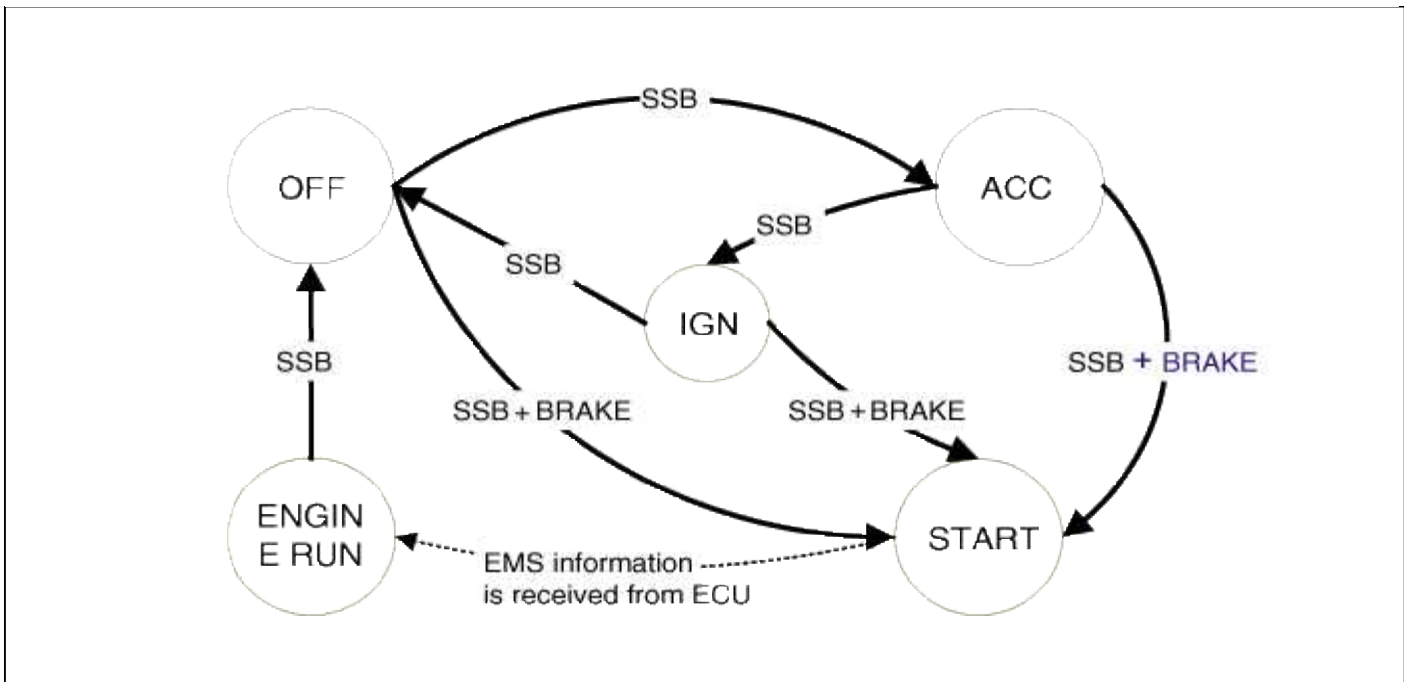 SSB
OFF
ACC
SSB
SSB
IGN
SSB
SSB + BRAKE
SSB + BRAKE
SSB + BRAKE
ENGIN
E RUN
START
EMS information
is received from ECU